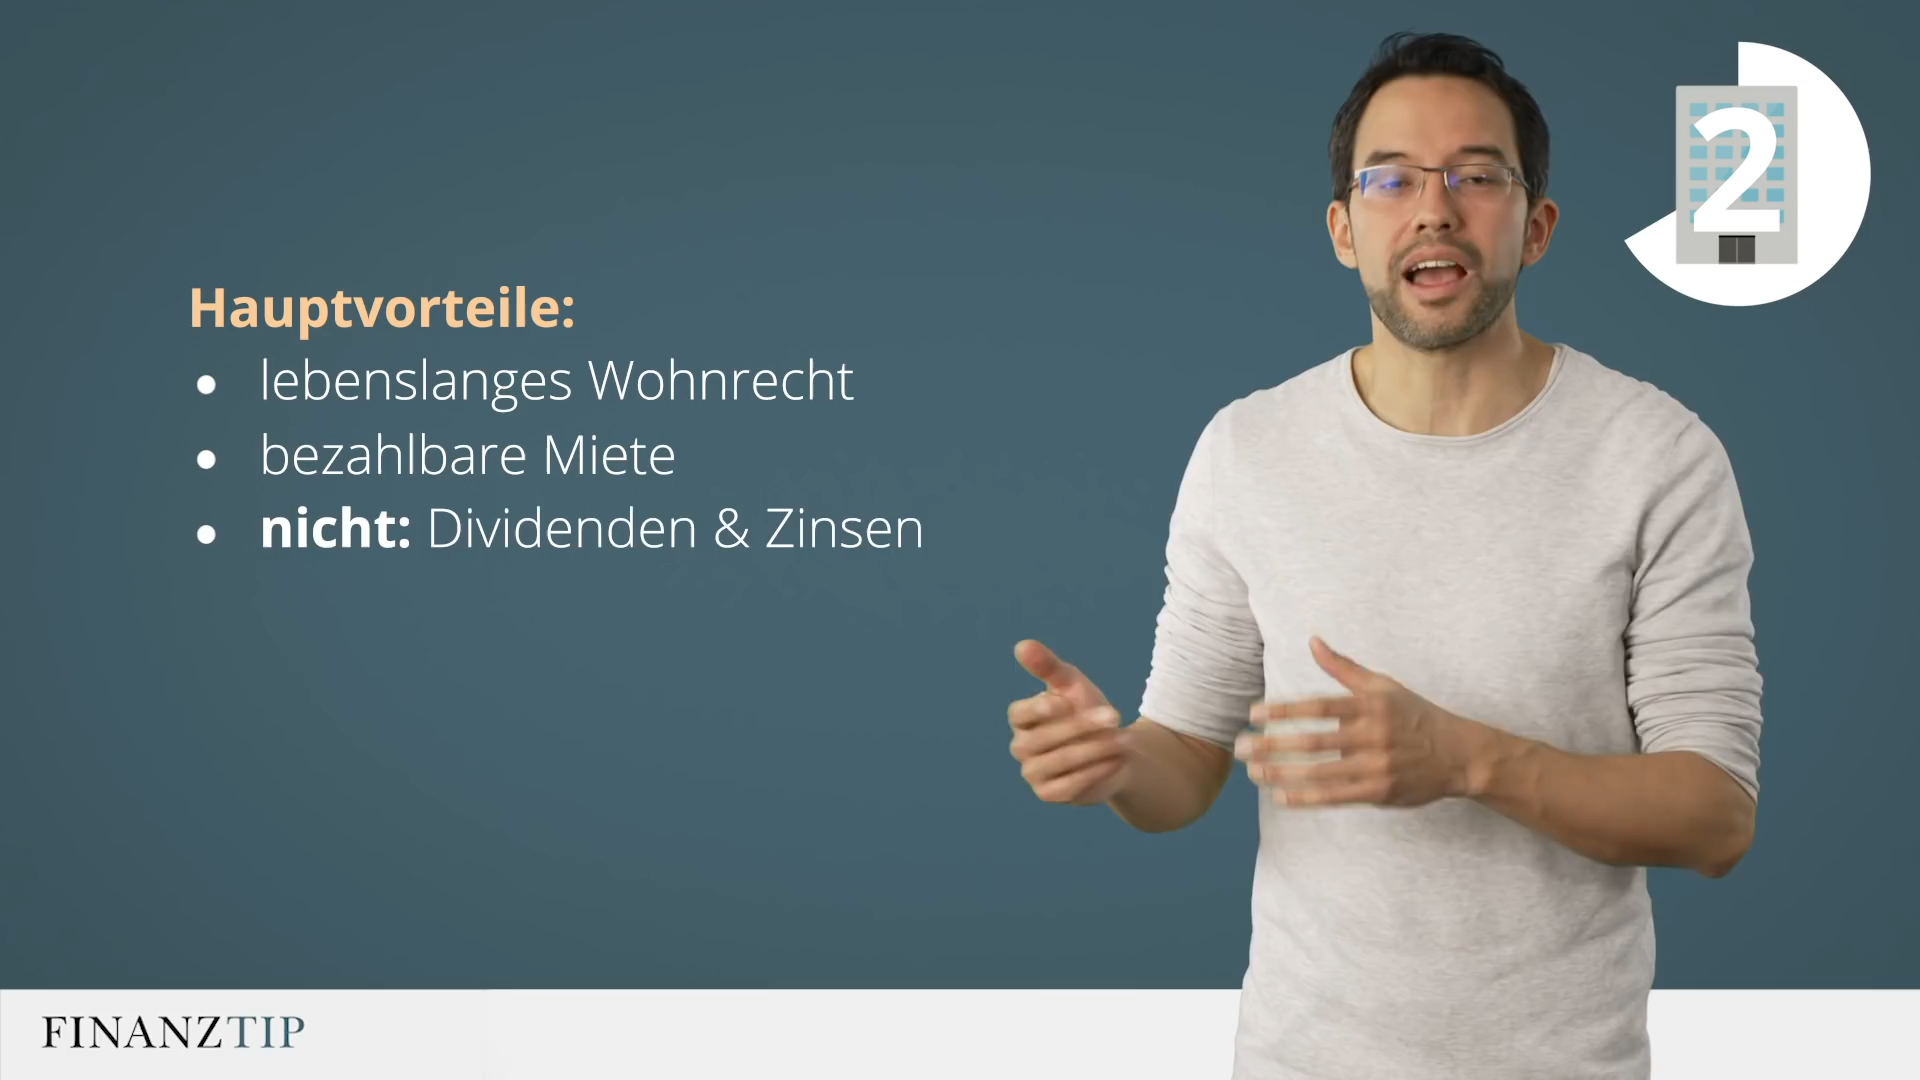 2
Hauptvorteile:
• lebenslanges Wohnrecht
• bezahlbare Miete
• nicht: Dividenden & Zinsen
FINANZTIP